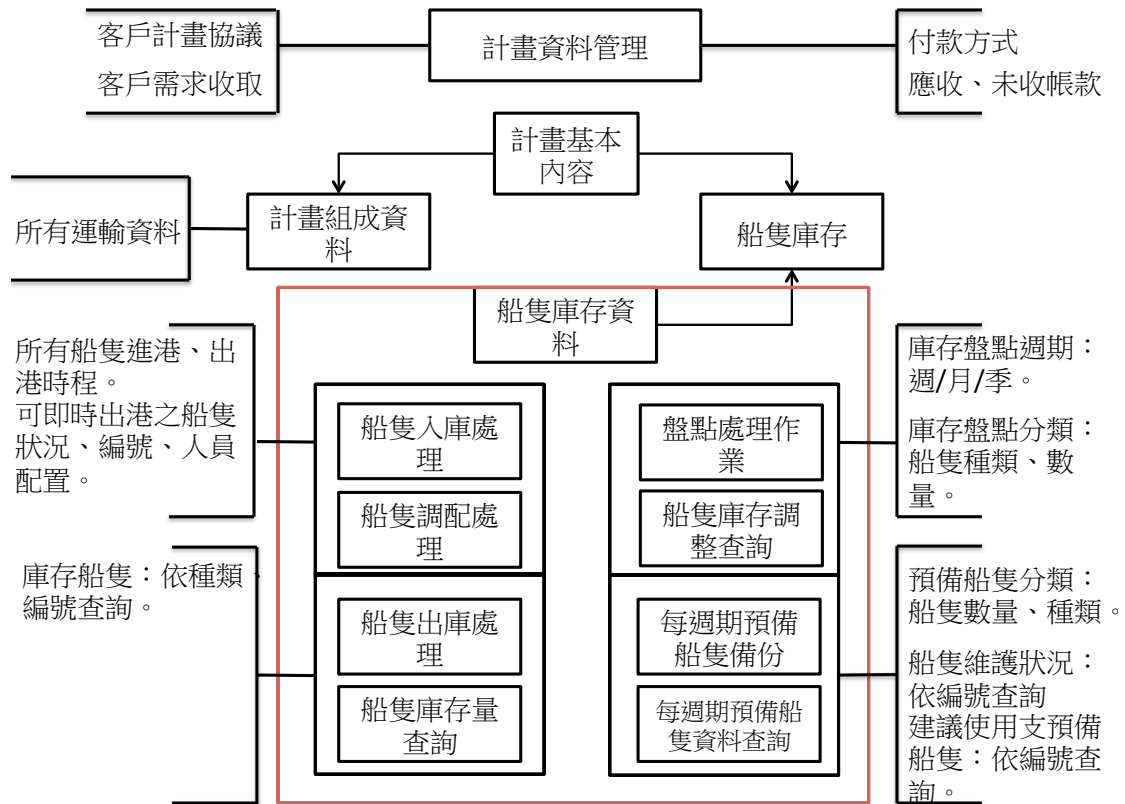 客戶計畫協議
客戶需求收取
計畫資料管理
付款方式
應收、未收帳款
計畫基本
內容
所有運輸資料
計畫組成資
料
船隻庫存
船隻庫存資
料
所有船隻進港、出
港時程。
可即時出港之船隻
狀況、編號、人員
配置。
船隻入庫處
理
船隻調配處
理
盤點處理作
業
船隻庫存調
整查詢
庫存盤點週期：
週/月/季。
庫存盤點分類：
船隻種類、數
量。
庫存船隻：依種類、
編號查詢。
船隻出庫處
理
船隻庫存量
查詢
每週期預備
船隻備份
每週期預備船
隻資料查詢
預備船隻分類：
船隻數量、種類。
船隻維護狀況：
依編號查詢
建議使用支預備
船隻：依編號查
詢。